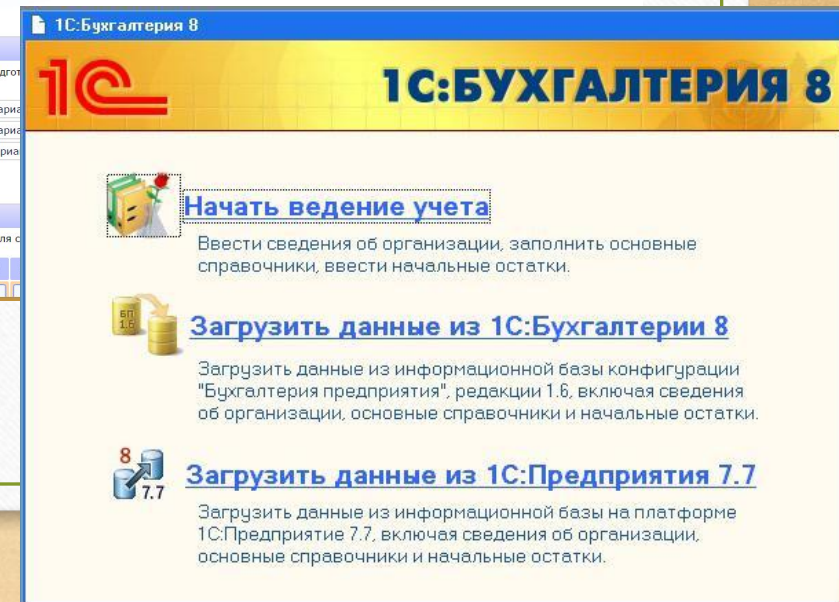 1С:Бухгалтерия 8
1С
1С:БУХГАЛТЕРИЯ 8
Начать ведение учета
Ввести сведения об организации, заполнить основные
справочники, ввести начальные остатки.
БП
1.6
Загрузить данные из 1С:Бухгалтерии 8
Загрузить данные из информационной базы конфигурации
"Бухгалтерия предприятия", редакции 1.6, включая сведения
об организации, основные справочники и начальные остатки.
8
7.7
Загрузить данные из 1С:Предприятия 7.7
Загрузить данные из информационной базы на платформе
1С:Предприятие 7.7, включая сведения об организации,
основные справочники и начальные остатки.